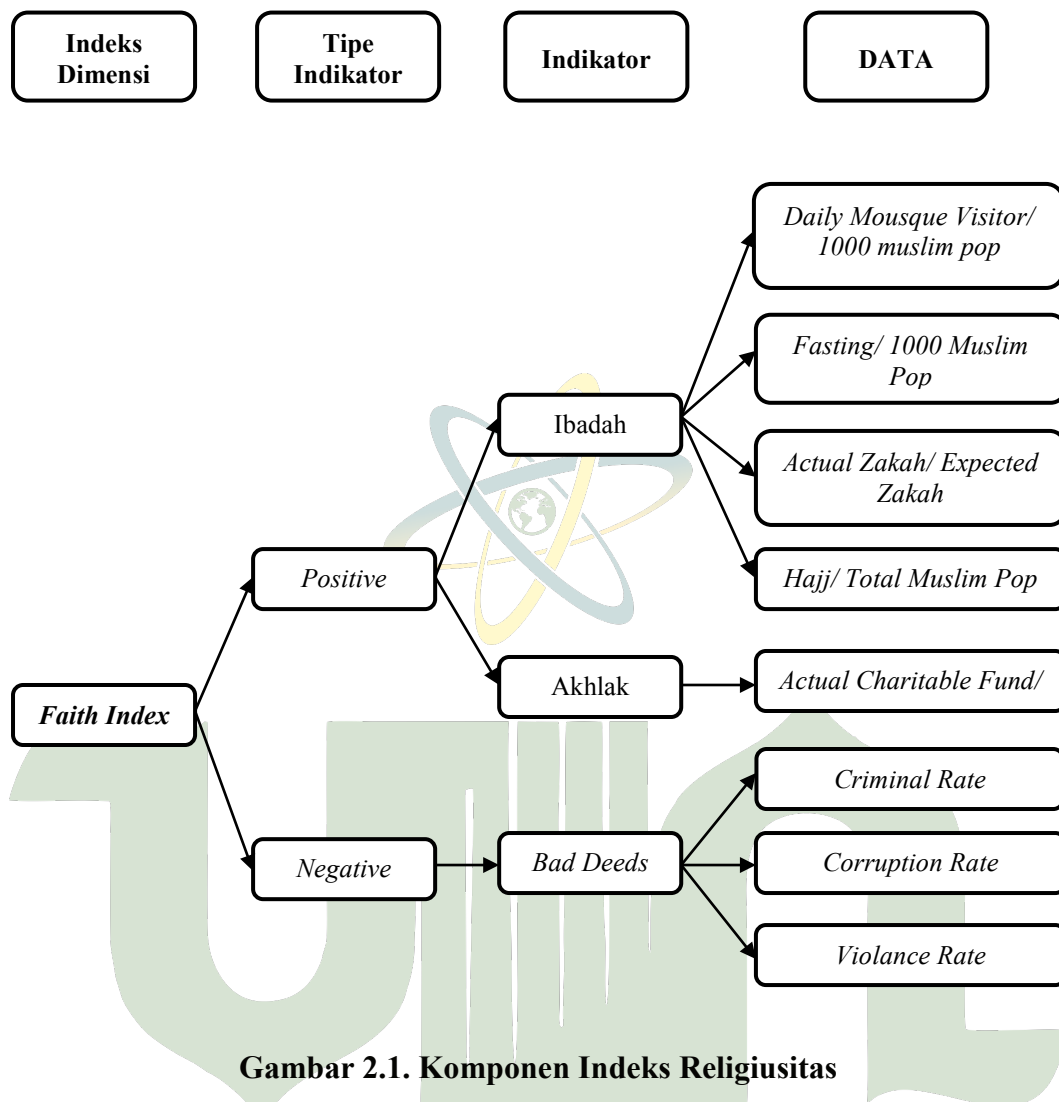 Indeks
Dimensi
Tipe
Indikator
Indikator
DATA
Daily Mousque Visitor/
1000 muslim pop
Fasting/ 1000 Muslim
Pop
Ibadah
Actual Zakah/ Expected
Zakah
Positive
Hajj/ Total Muslim Pop
Akhlak
Actual Charitable Fund/
Faith Index
Criminal Rate
Negative
Bad Deeds
Corruption Rate
Violance Rate
Gambar 2.1. Komponen Indeks Religiusitas